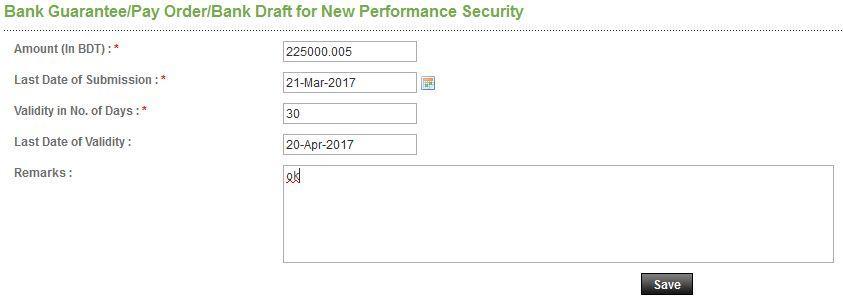 Bank Guarantee/Pay Order/Bank Draft for New Performance Security
Amount (In BDT) : * 225000.005
Last Date of Submission : * 21-Mar-2017
Validity in No. of Days : * 30
Last Date of Validity : 20-Apr-2017
Remarks : ok
Save